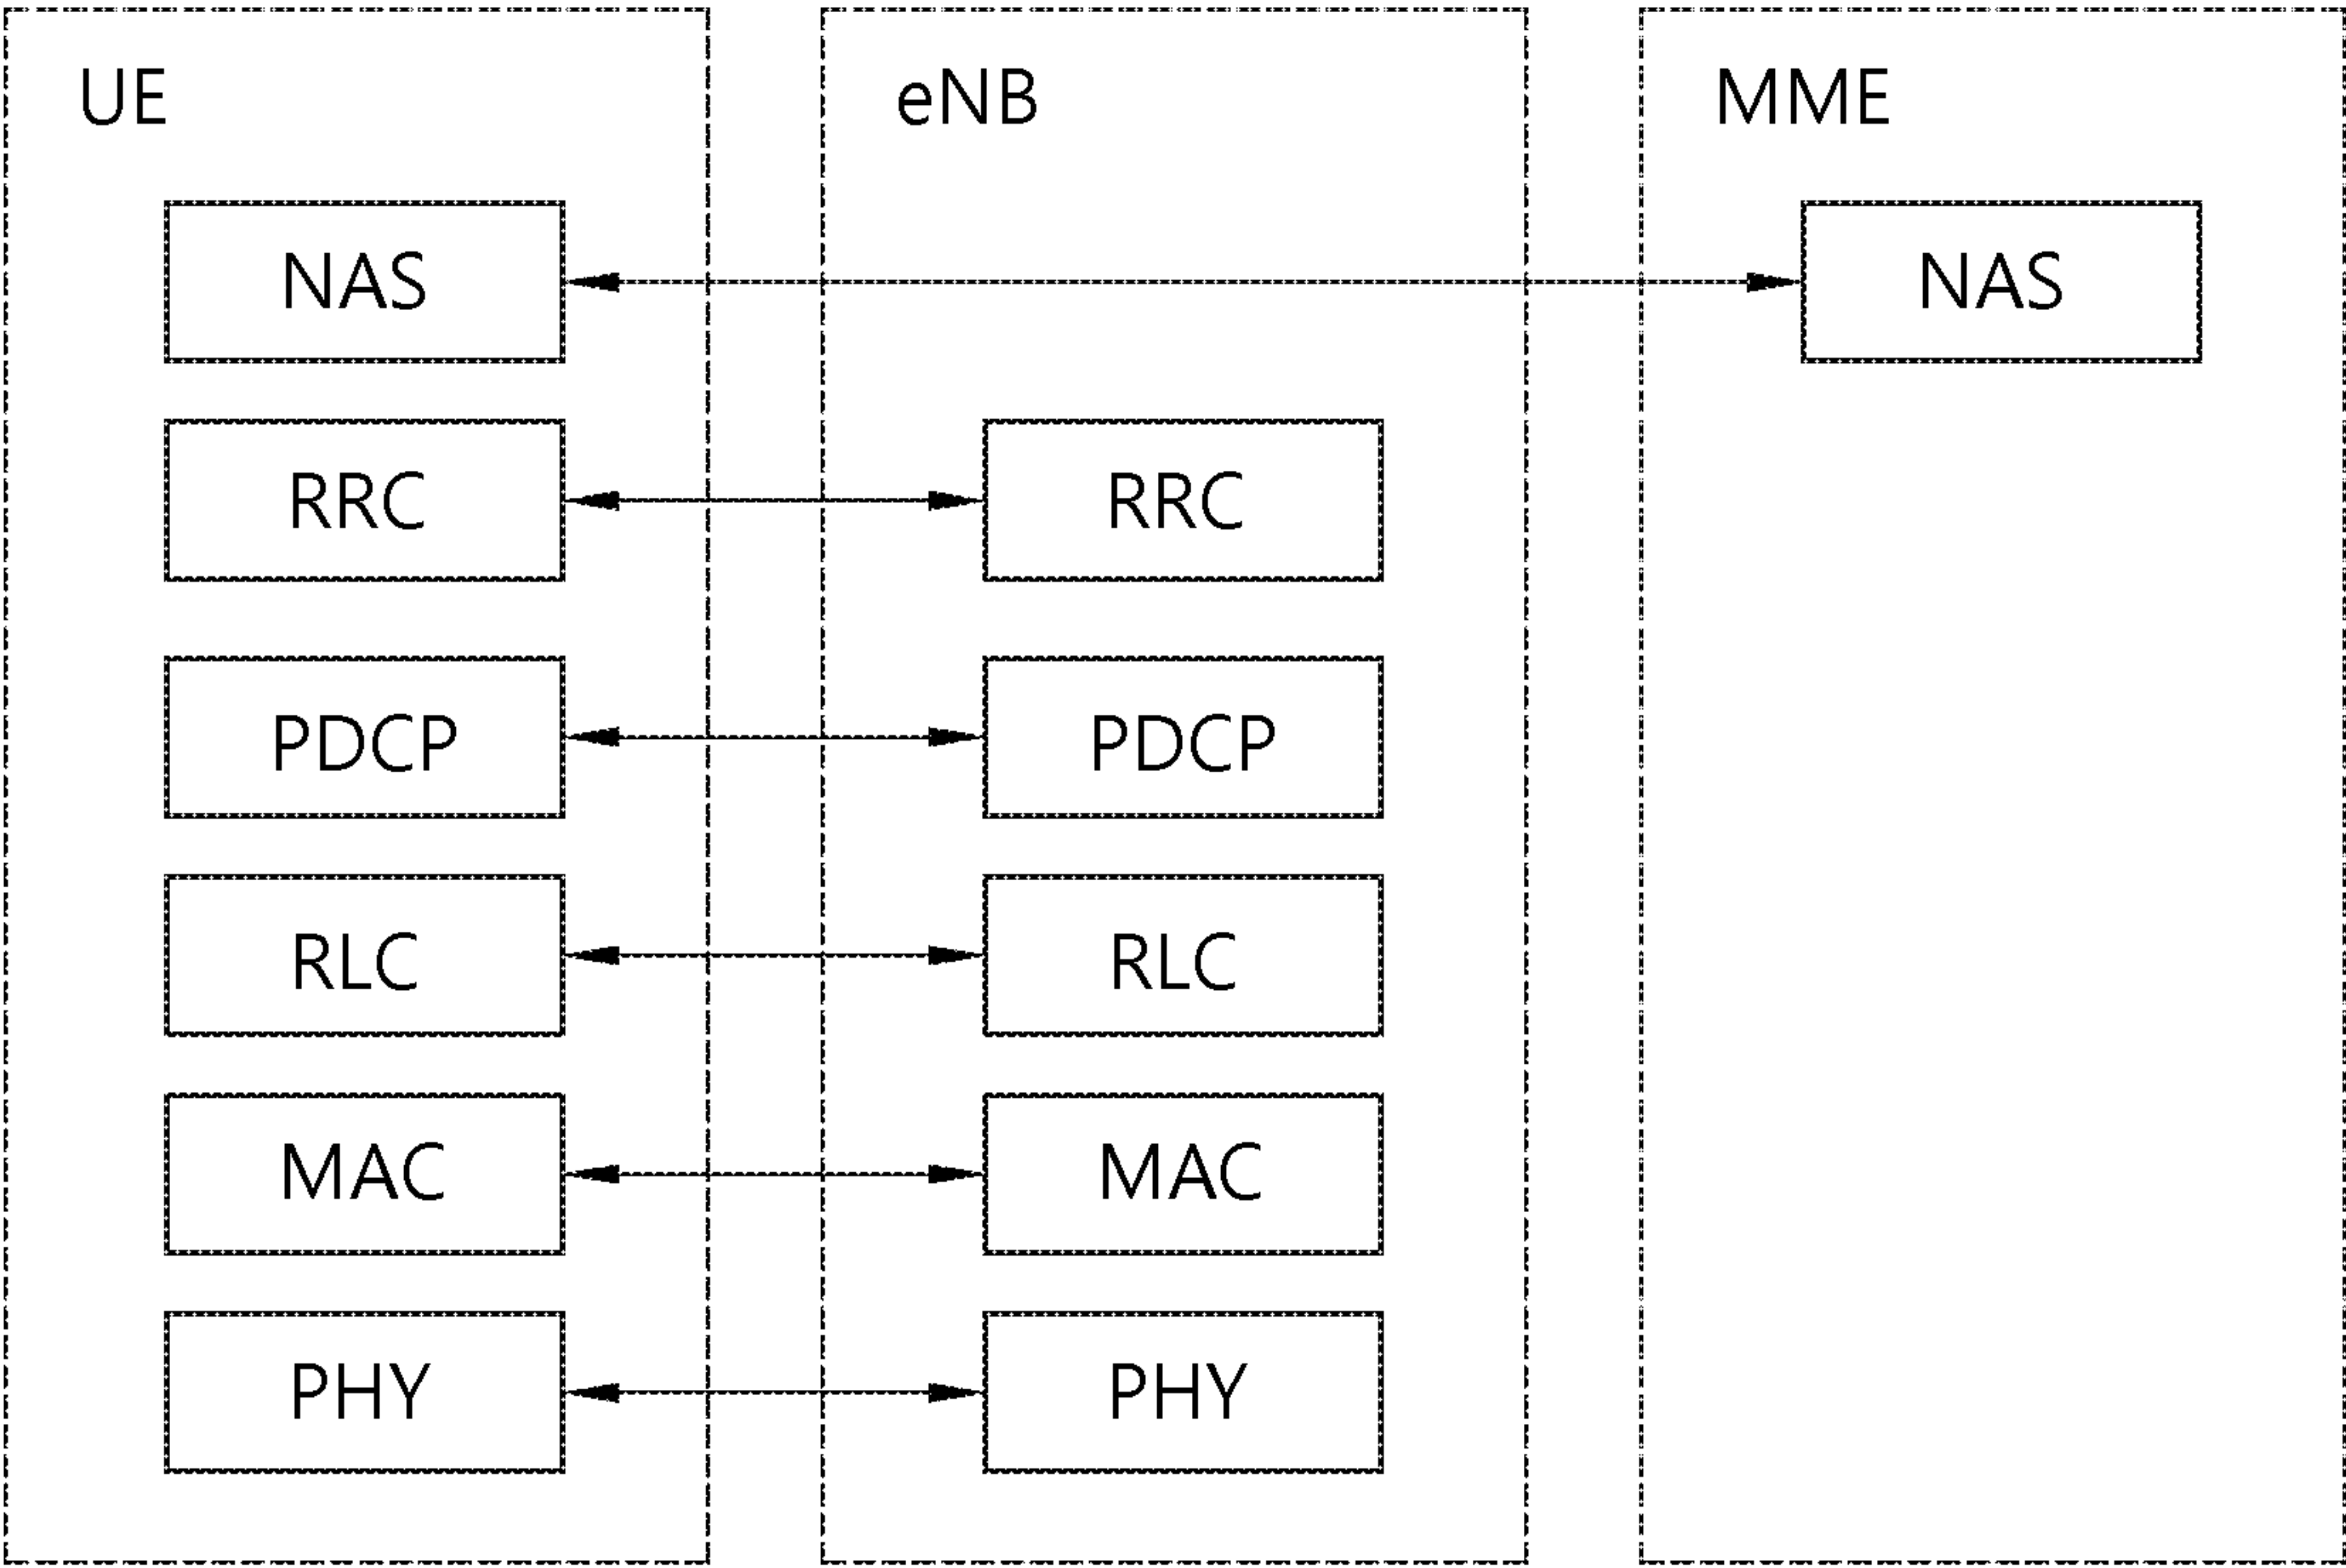 UE
eNB
MME
NAS
NAS
RRC
RRC
PDCP
PDCP
RLC
RLC
MAC
MAC
PHY
PHY